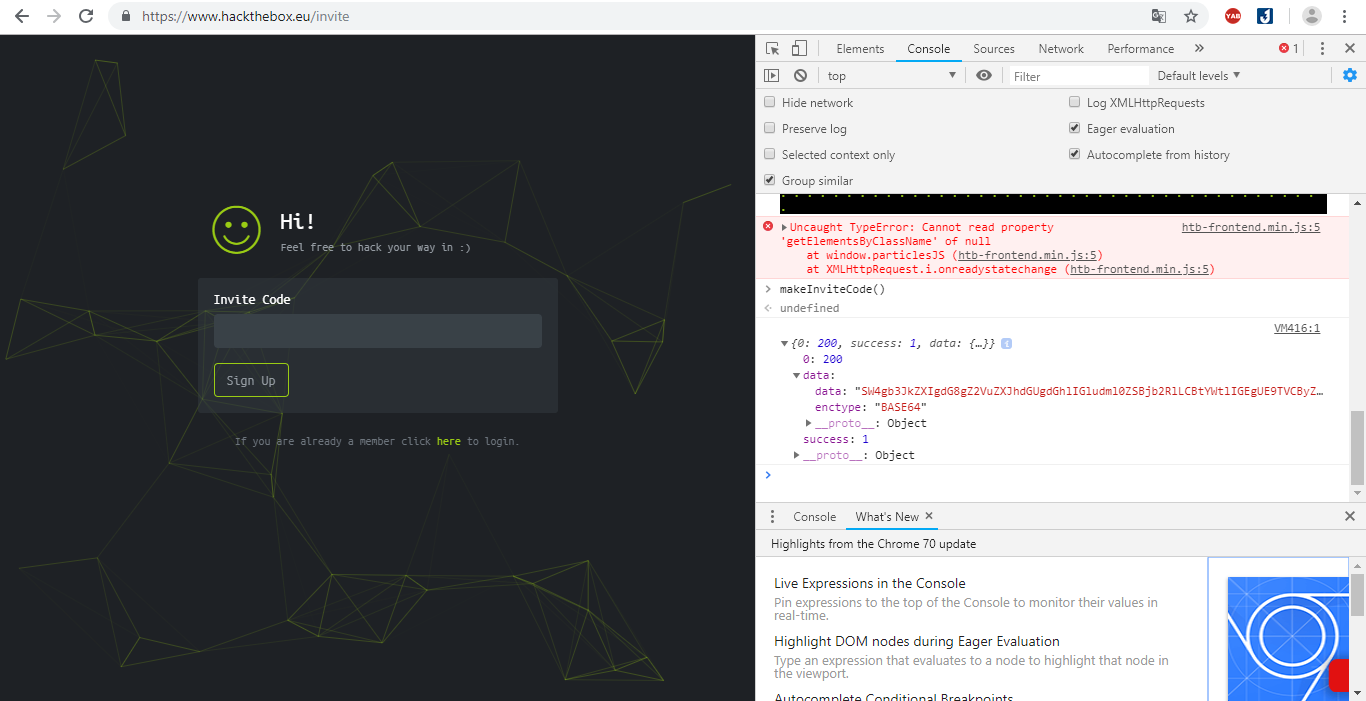 https://www.hackthebox.eu/invite
YAB
Hi!
Feel free to hack your way in :)
Invite Code
Sign Up
If you are already a member click here to login.
Elements Console Sources Network Performance » 1
top Filter Default levels ▼
Hide network Log XMLHttpRequests
Preserve log Eager evaluation
Selected context only Autocomplete from history
Group similar
Uncaught TypeError: Cannot read property htb-frontend.min.js:5
'getElementsByClassName' of null
at window.particlesJS (htb-frontend.min.js:5)
at XMLHttpRequest.i.onreadystatechange (htb-frontend.min.js:5)
> makeInviteCode()
undefined
VM416:1
{0: 200, success: 1, data: {…}} i
0: 200
data:
data: "SW4gb3JkZXIgdG8gZ2VuZXJhdGUgdGhlIGludml0ZSBjb2RlLCBtYWtlIGEgUE9TVCByZ…
enctype: "BASE64"
__proto__: Object
success: 1
__proto__: Object
>
Console What's New ×
Highlights from the Chrome 70 update
Live Expressions in the Console
Pin expressions to the top of the Console to monitor their values in
real-time.
Highlight DOM nodes during Eager Evaluation
Type an expression that evaluates to a node to highlight that node in
the viewport.
Autocomplete Conditional Breakpoints